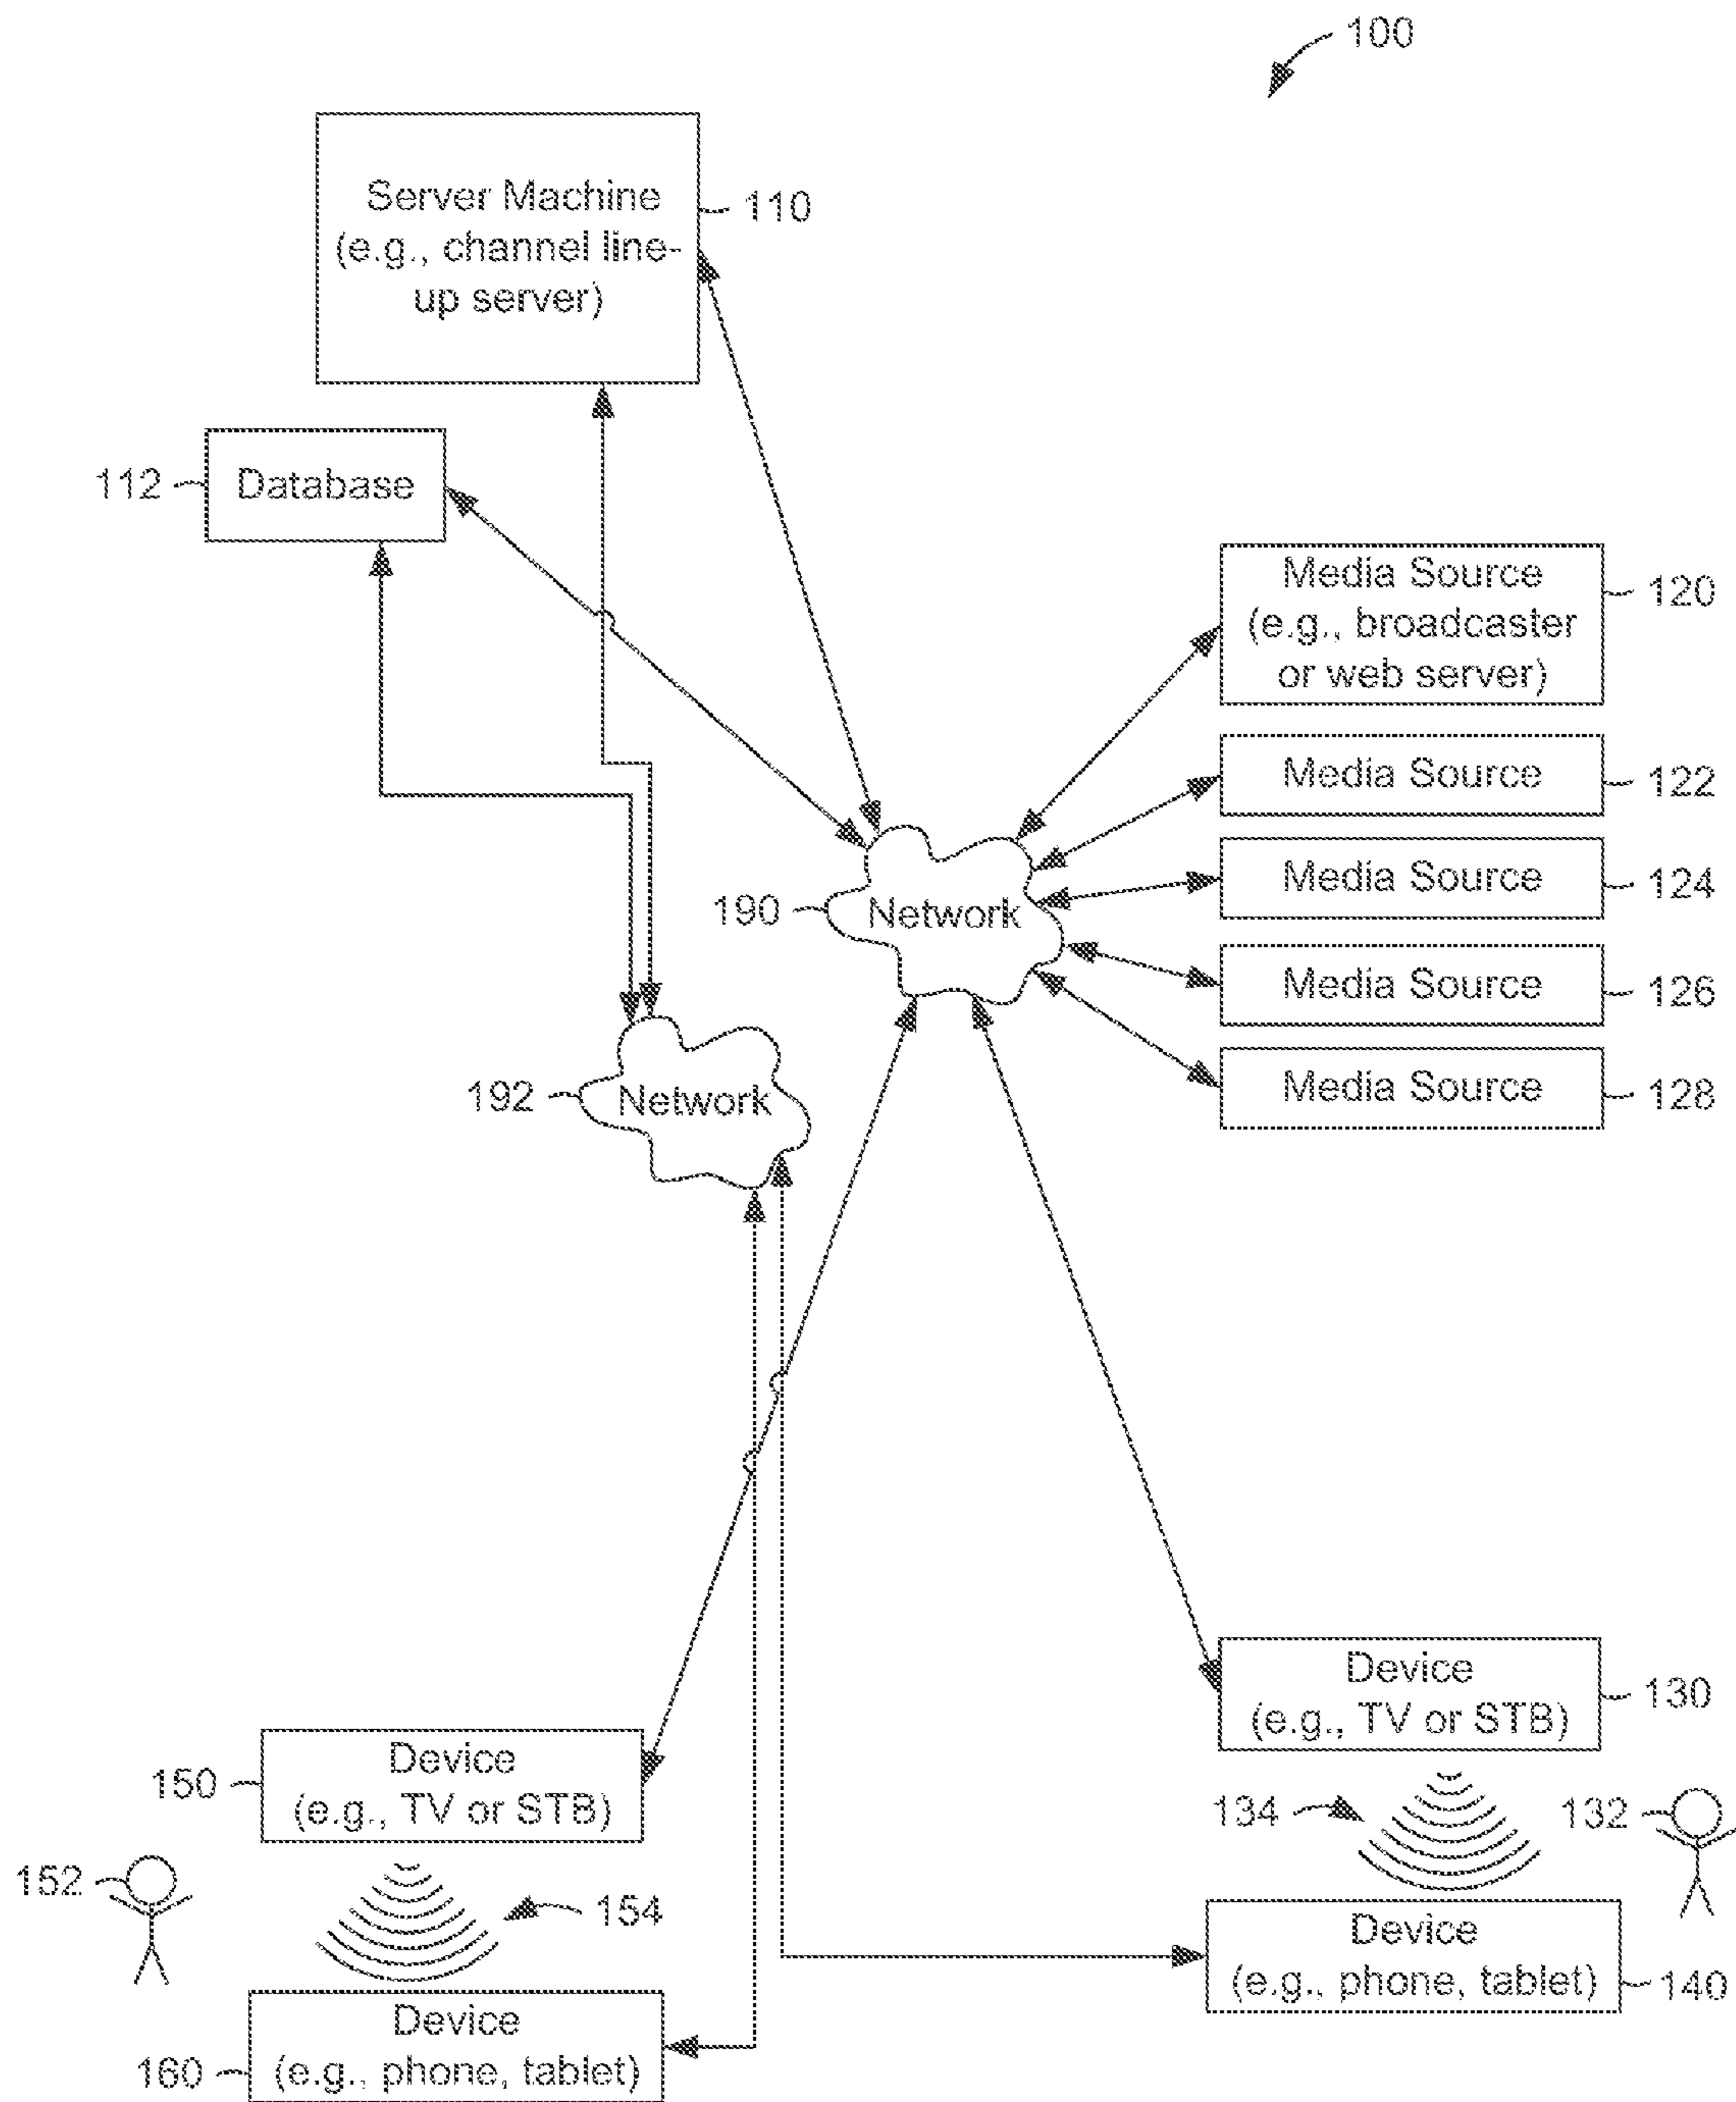 100
Server Machine
(e.g., channel line-
up server)
110
112
Database
Media Source
(e.g., broadcaster
or web server)
120
Media Source
122
Media Source
124
190
Network
Media Source
126
Media Source
128
192
Network
Device
(e.g., TV or STB)
130
150
Device
(e.g., TV or STB)
134
132
152
154
Device
(e.g., phone, tablet)
140
160
Device
(e.g., phone, tablet)